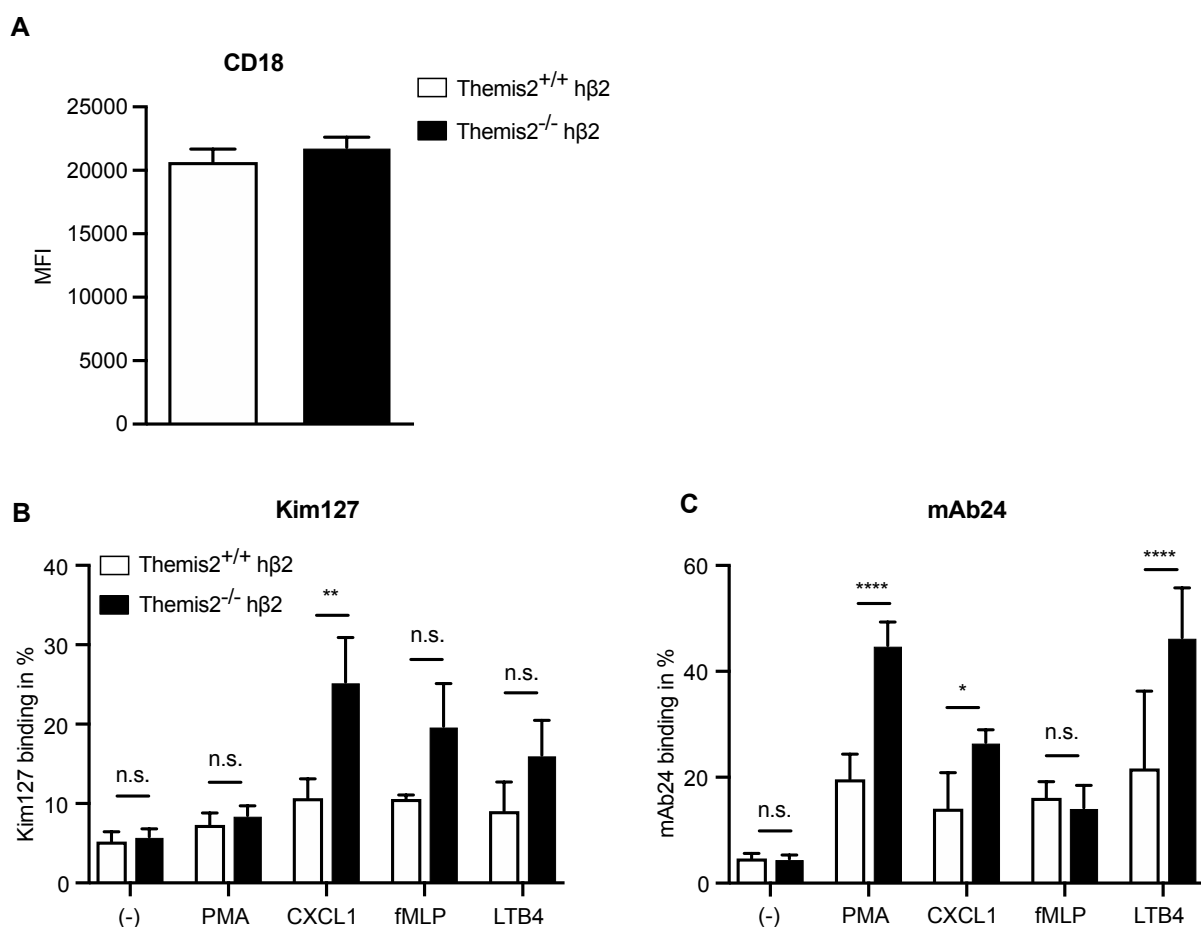 A
CD18
Themis2+/+ hβ2
Themis2-/- hβ2
25000
20000
15000
10000
5000
0
MFI
B
Kim127
Themis2+/+ hβ2
Themis2-/- hβ2
40
30
20
10
0
Kim127 binding in %
n.s.
n.s.
**
n.s.
n.s.
(-) PMA CXCL1 fMLP LTB4
C
mAb24
60
40
20
0
mAb24 binding in %
n.s.
****
*
n.s.
****
(-) PMA CXCL1 fMLP LTB4